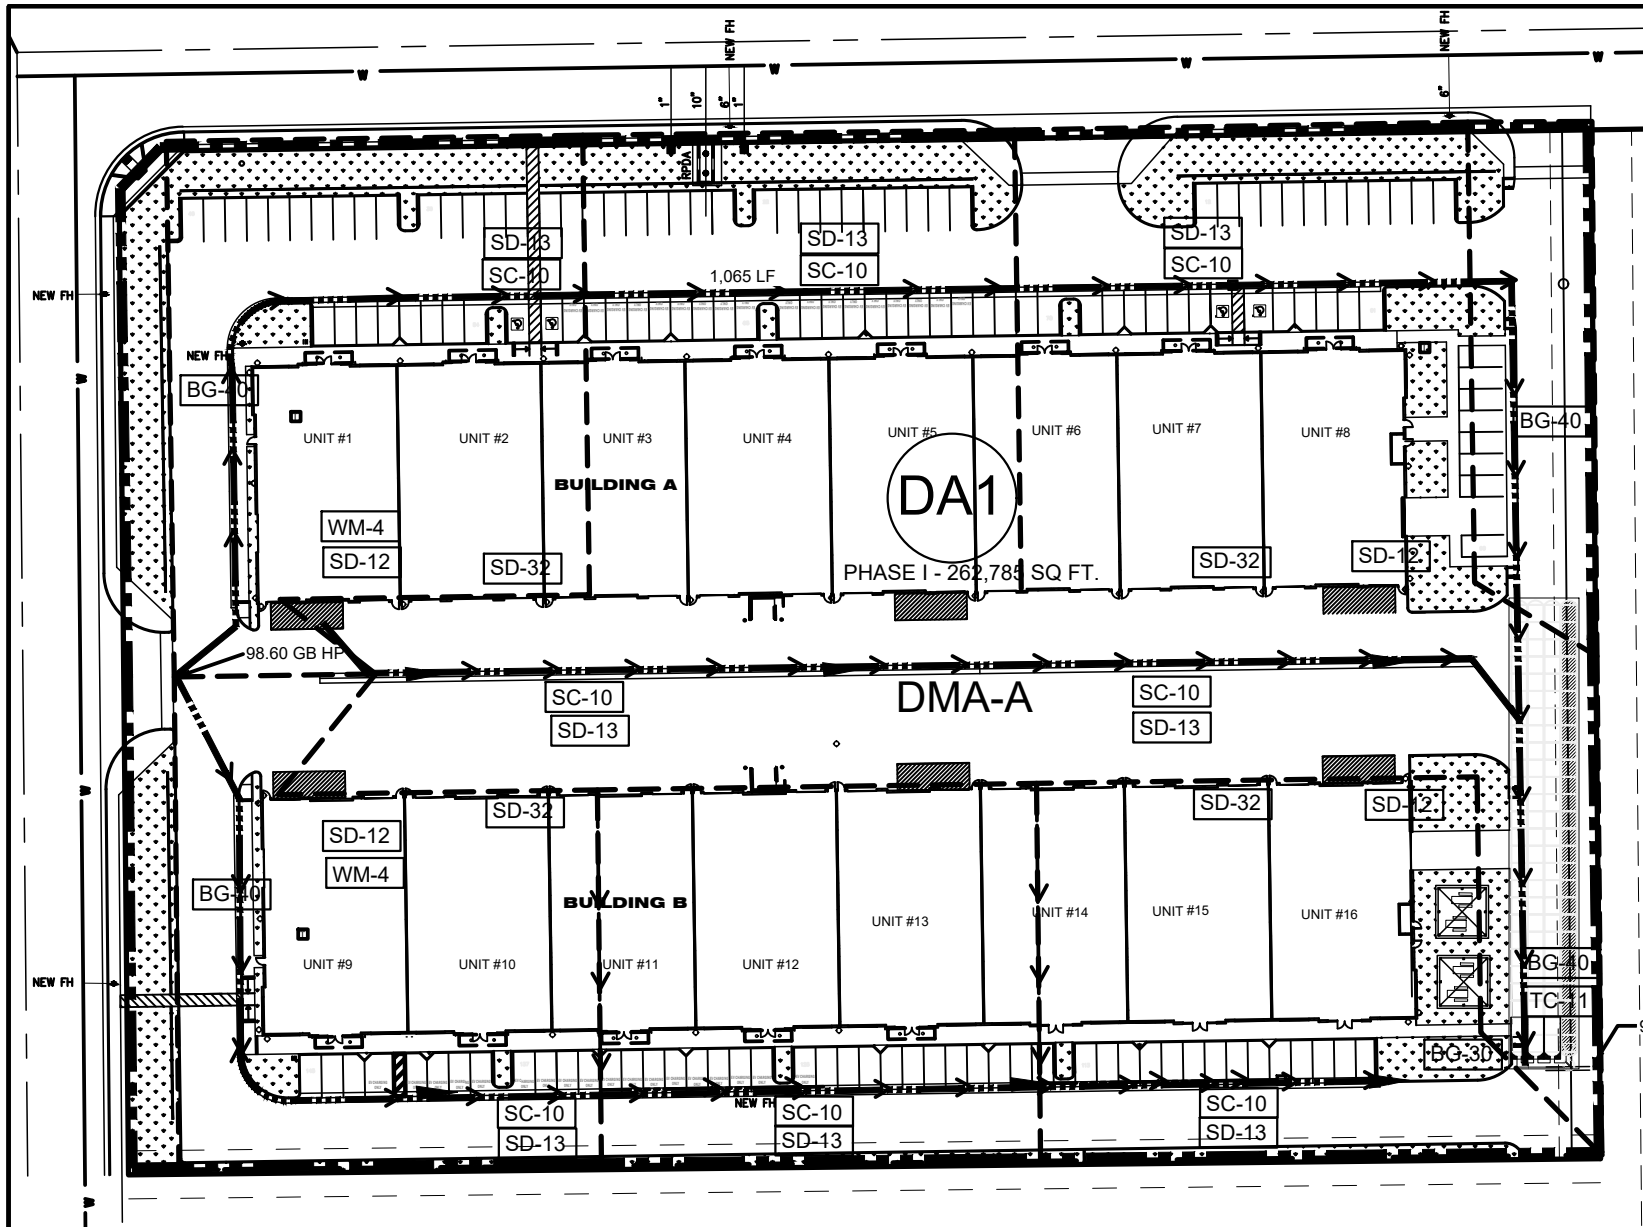 NEW FH
NEW FH
W
W
W
W
1"
10"
6"
1"
6"
RPDA
SD-13
SC-10
SD-13
SC-10
SD-13
SC-10
1,065 LF
NEW FH
NEW FH
W
BG-40
BG-40
UNIT #1
UNIT #2
UNIT #3
UNIT #4
UNIT #5
UNIT #6
UNIT #7
UNIT #8
BUILDING A
DA1
WM-4
SD-12
SD-32
SD-32
SD-12
PHASE I - 262,785 SQ FT.
98.60 GB HP
SC-10
SD-13
DMA-A
SC-10
SD-13
W
SD-32
SD-32
SD-12
SD-12
WM-4
BG-40
BUILDING B
UNIT #13
UNIT #14
UNIT #15
UNIT #16
UNIT #9
UNIT #10
UNIT #11
UNIT #12
NEW FH
BG-40
TC-11
BG-30
9
NEW FH
SC-10
SD-13
SC-10
SD-13
SC-10
SD-13
W